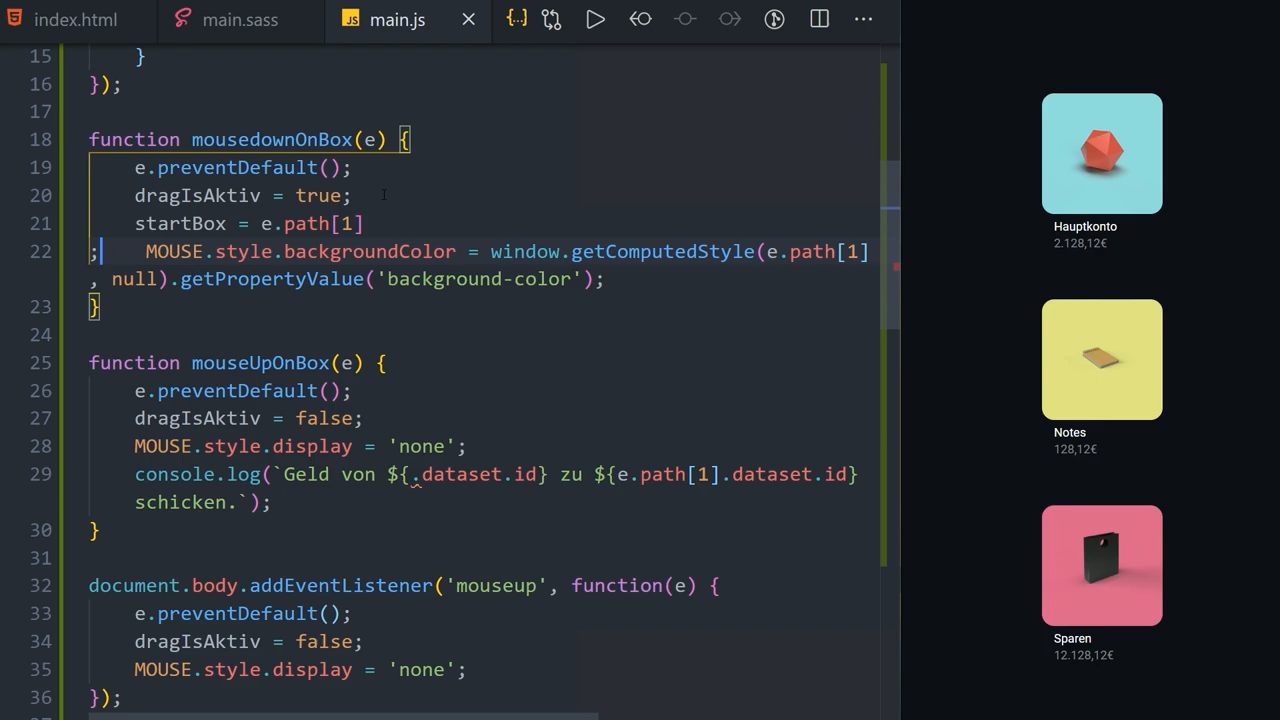 index.html main.sass JS main.js
15 }
16 });
17
18 function mousedownOnBox(e) {
19 e.preventDefault();
20 dragIsAktiv = true;
21 startBox = e.path[1]
22 ; MOUSE.style.backgroundColor = window.getComputedStyle(e.path[1]
, null).getPropertyValue('background-color');
23 }
24
25 function mouseUpOnBox(e) {
26 e.preventDefault();
27 dragIsAktiv = false;
28 MOUSE.style.display = 'none';
29 console.log(`Geld von ${.dataset.id} zu ${e.path[1].dataset.id}
schicken.`);
30 }
31
32 document.body.addEventListener('mouseup', function(e) {
33 e.preventDefault();
34 dragIsAktiv = false;
35 MOUSE.style.display = 'none';
36 });
Hauptkonto
2.128,12€
Notes
128,12€
Sparen
12.128,12€